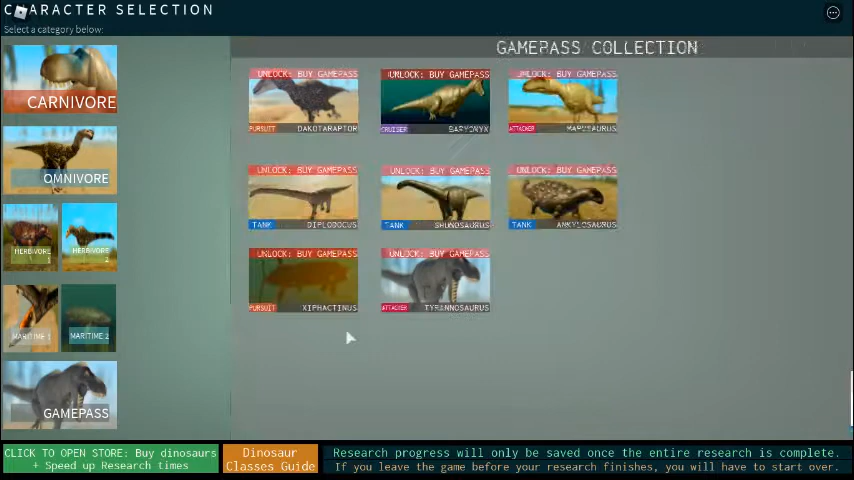 CHARACTER SELECTION
Select a category below:
GAMEPASS COLLECTION
CARNIVORE
OMNIVORE
HERBIVORE 1
HERBIVORE 2
MARITIME 1
MARITIME 2
GAMEPASS
UNLOCK: BUY GAMEPASS
PURSUIT
DAKOTARAPTOR
UNLOCK: BUY GAMEPASS
CRUISER
BARYONYX
UNLOCK: BUY GAMEPASS
ATTACKER
MAPUSAURUS
UNLOCK: BUY GAMEPASS
TANK
DIPLODOCUS
UNLOCK: BUY GAMEPASS
TANK
SHUNOSAURUS
UNLOCK: BUY GAMEPASS
TANK
ANKYLOSAURUS
UNLOCK: BUY GAMEPASS
PURSUIT
XIPHACTINUS
UNLOCK: BUY GAMEPASS
ATTACKER
TYRANNOSAURUS
CLICK TO OPEN STORE: Buy dinosaurs
+ Speed up Research times
Dinosaur
Classes Guide
Research progress will only be saved once the entire research is complete.
If you leave the game before your research finishes, you will have to start over.